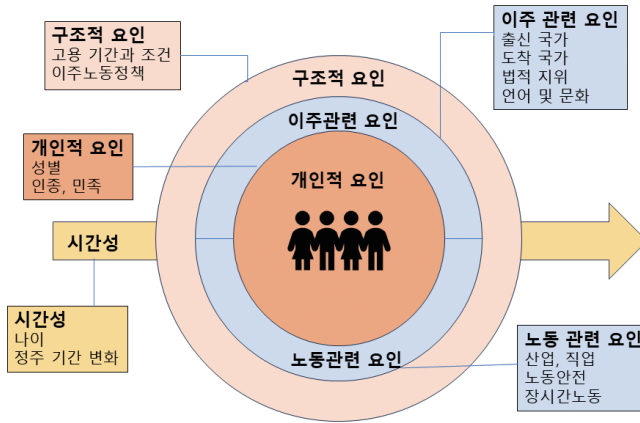 구조적 요인
고용 기간과 조건
이주노동정책
이주 관련 요인
출신 국가
도착 국가
법적 지위
언어 및 문화
구조적 요인
이주관련 요인
개인적 요인
개인적 요인
성별
인종, 민족
시간성
시간성
나이
정주 기간 변화
노동관련 요인
노동 관련 요인
산업, 직업
노동안전
장시간노동